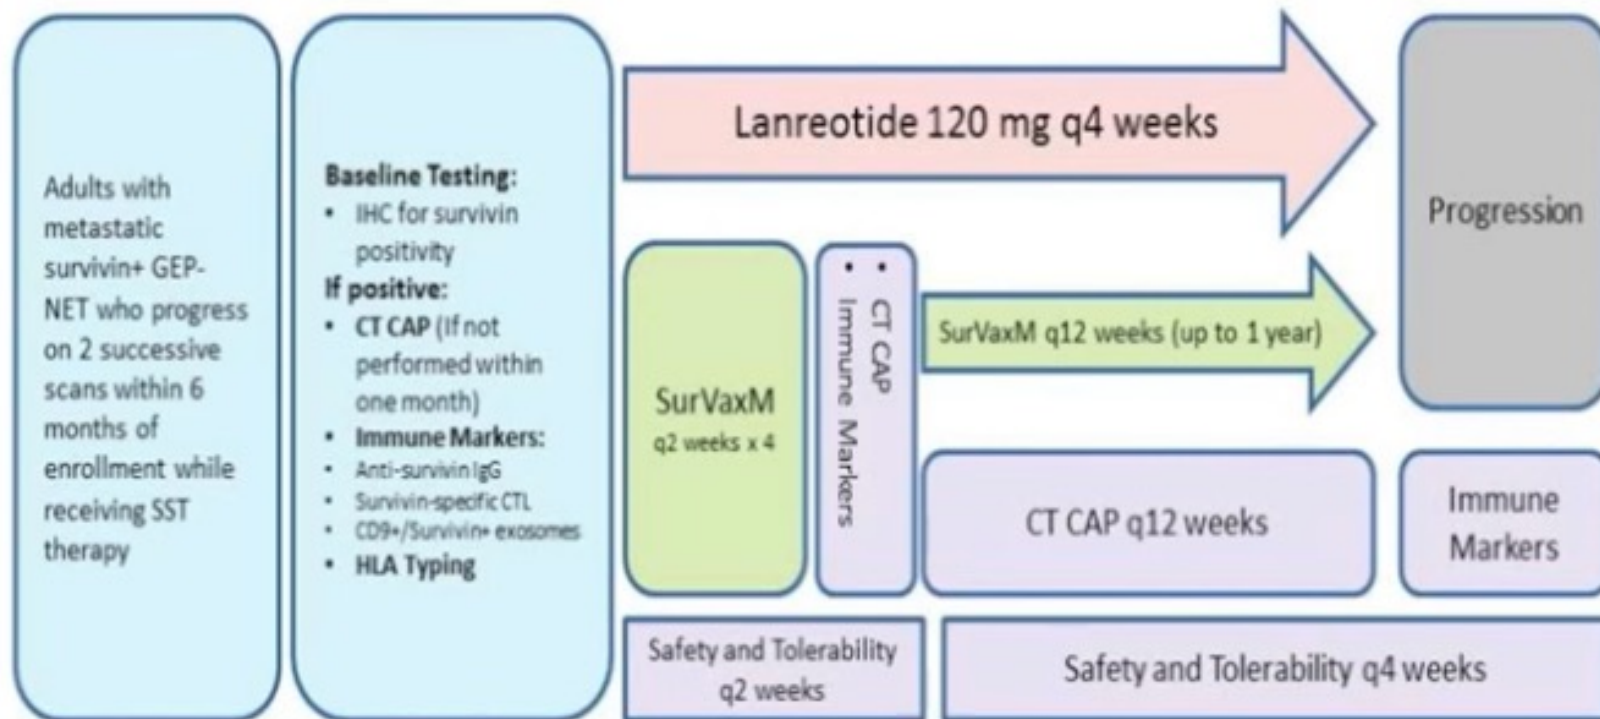 Adults with
metastatic
survivin+ GEP-
NET who progress
on 2 successive
scans within 6
months of
enrollment while
receiving SST
therapy
Baseline Testing:
• IHC for survivin
positivity
If positive:
• CT CAP (If not
performed within
one month)
• Immune Markers:
• Anti-survivin IgG
• Survivin-specific CTL
• CD9+/Survivin+ exosomes
• HLA Typing
Lanreotide 120 mg q4 weeks
SurVaxM
q2 weeks x 4
• CT CAP
• Immune Markers
SurVaxM q12 weeks (up to 1 year)
CT CAP q12 weeks
Progression
Immune
Markers
Safety and Tolerability
q2 weeks
Safety and Tolerability q4 weeks